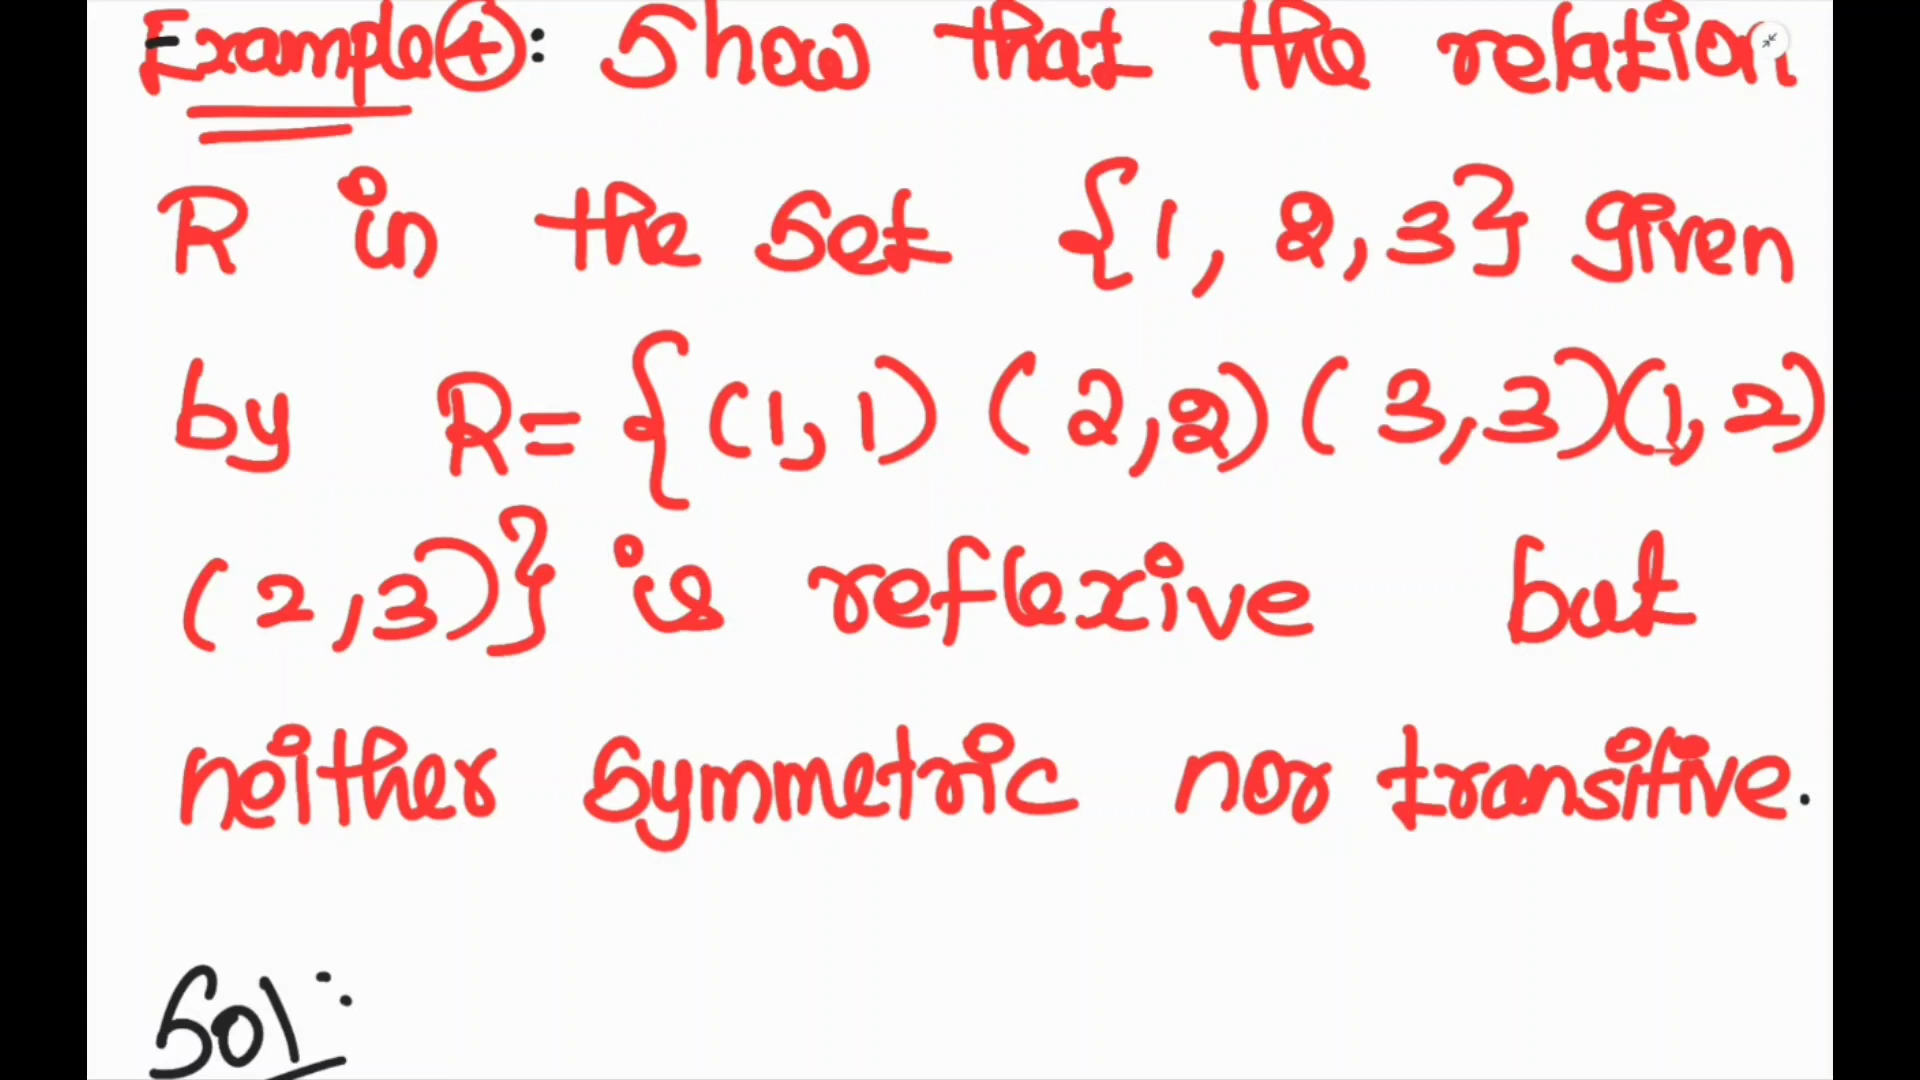 Example 4: Show that the relation
R in the set {1, 2, 3} given
by R={(1,1) (2,2) (3,3)(1,2)
(2,3)} is reflexive but
neither symmetric nor transitive.
Sol: